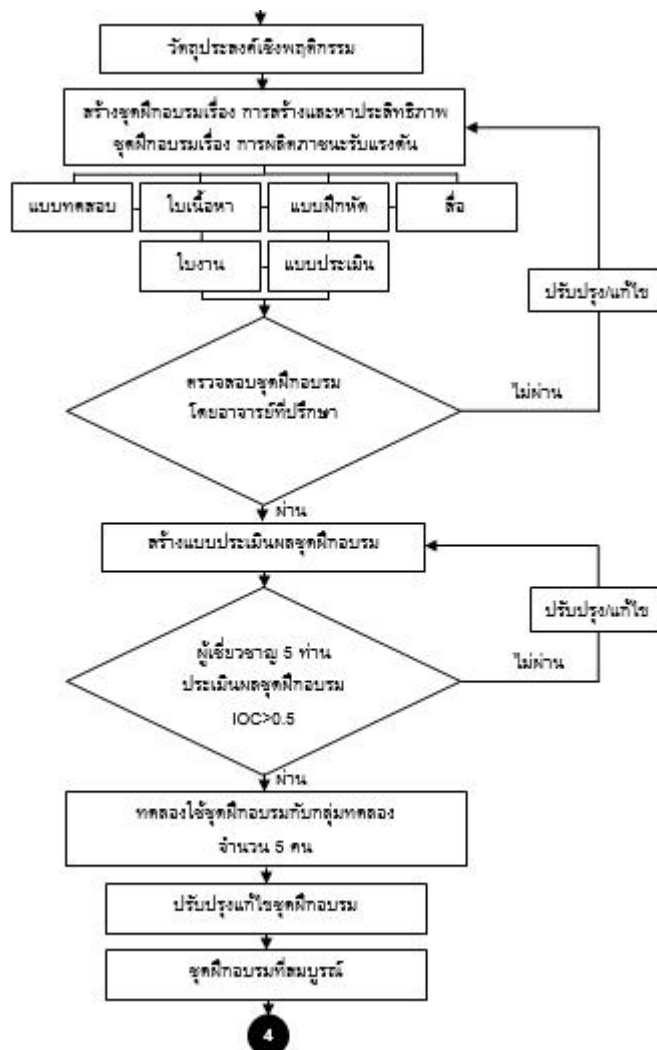 วัตถุประสงค์เชิงพฤติกรรม
สร้างชุดฝึกอบรมเรื่อง การสร้างและหาประสิทธิภาพ
ชุดฝึกอบรมเรื่อง การผลิตภาชนะรับแรงดัน
แบบทดสอบ
ใบเนื้อหา
แบบฝึกหัด
สื่อ
ใบงาน
แบบประเมิน
ปรับปรุง/แก้ไข
ตรวจสอบชุดฝึกอบรม
โดยอาจารย์ที่ปรึกษา
ไม่ผ่าน
ผ่าน
สร้างแบบประเมินผลชุดฝึกอบรม
ปรับปรุง/แก้ไข
ผู้เชี่ยวชาญ 5 ท่าน
ประเมินผลชุดฝึกอบรม
IOC>0.5
ไม่ผ่าน
ผ่าน
ทดลองใช้ชุดฝึกอบรมกับกลุ่มทดลอง
จำนวน 5 คน
ปรับปรุงแก้ไขชุดฝึกอบรม
ชุดฝึกอบรมที่สมบูรณ์
4